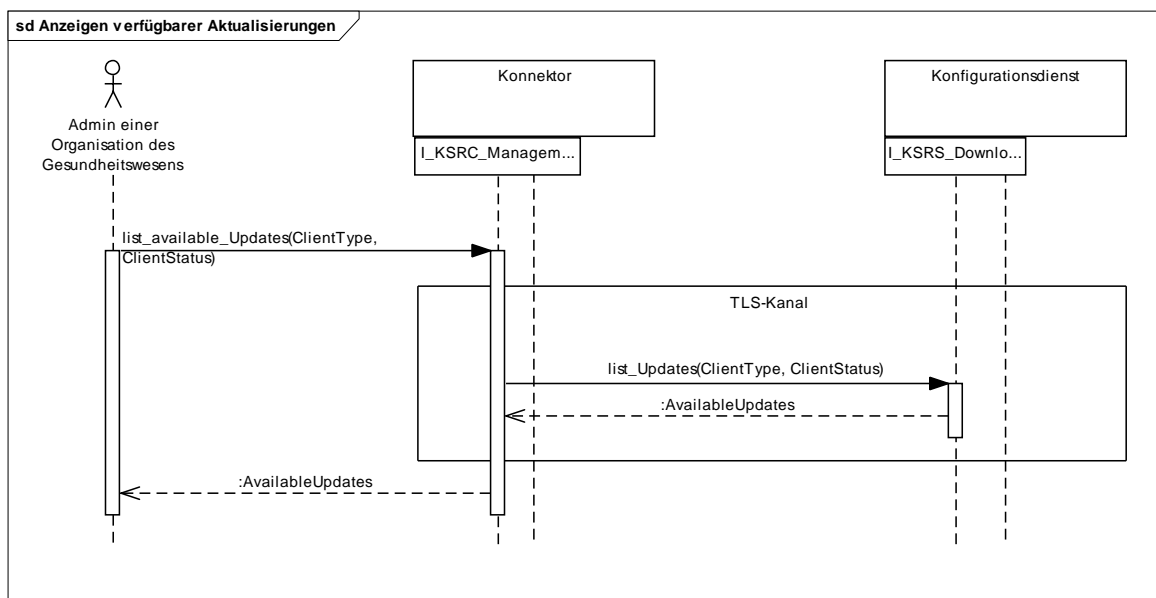 sd Anzeigen verfügbarer Aktualisierungen
Konnektor
Konfigurationsdienst
Admin einer
Organisation des
Gesundheitswesens
I_KSRC_Managem...
I_KSRS_Downlo...
list_available_Updates(ClientType,
ClientStatus)
TLS-Kanal
list_Updates(ClientType, ClientStatus)
:AvailableUpdates
:AvailableUpdates